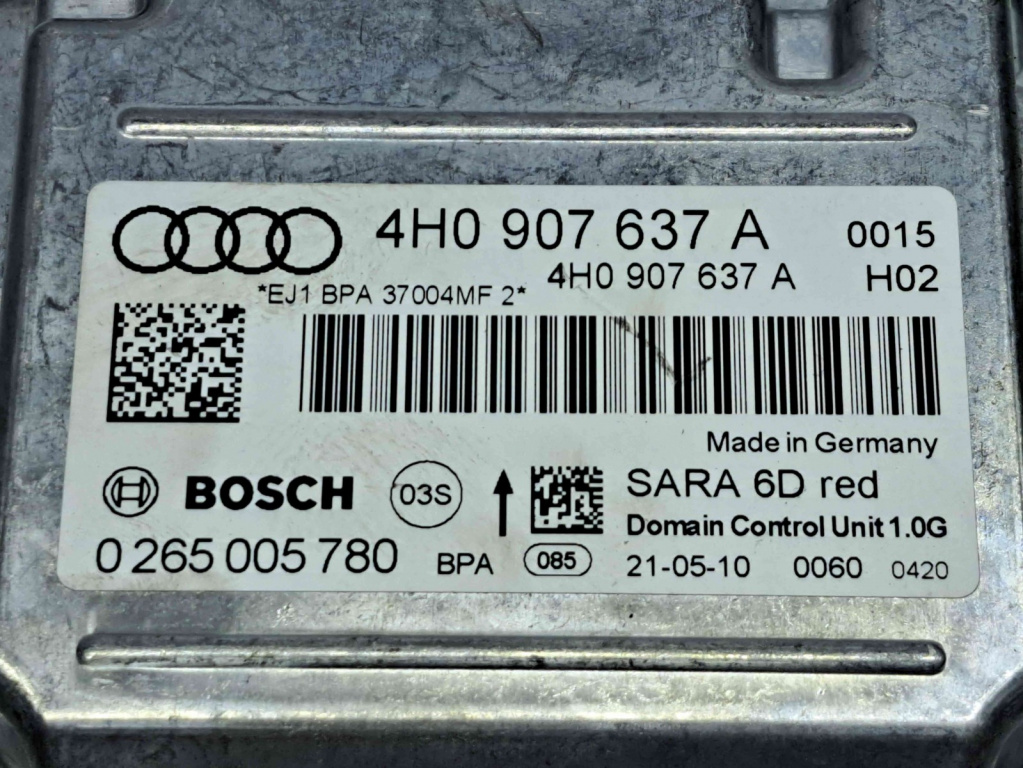 4H0 907 637 A 0015
4H0 907 637 A H02
*EJ1 BPA 37004MF 2*
Made in Germany
BOSCH 03S SARA 6D red
Domain Control Unit 1.0G
0 265 005 780 BPA 085 21-05-10 0060 0420